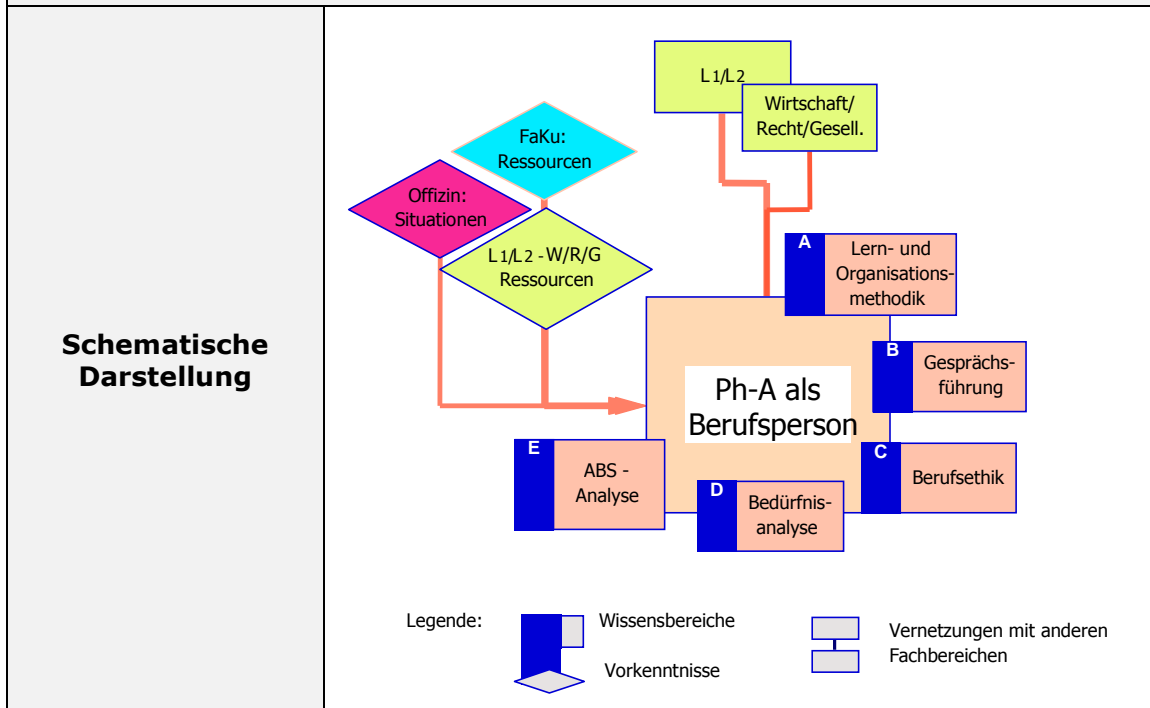 Schematische
Darstellung
L1/L2
Wirtschaft/
Recht/Gesell.
FaKu:
Ressourcen
Offizin:
Situationen
L1/L2 - W/R/G
Ressourcen
A
Lern- und
Organisations-
methodik
B
Gesprächs-
führung
Ph-A als
Berufsperson
C
Berufsethik
D
Bedürfnis-
analyse
E
ABS -
Analyse
Legende:
Wissensbereiche
Vorkenntnisse
Vernetzungen mit anderen
Fachbereichen